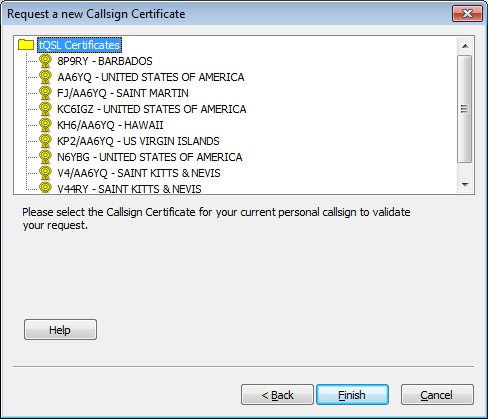 Request a new Callsign Certificate
tQSL Certificates
8P9RY - BARBADOS
AA6YQ - UNITED STATES OF AMERICA
FJ/AA6YQ - SAINT MARTIN
KC6IGZ - UNITED STATES OF AMERICA
KH6/AA6YQ - HAWAII
KP2/AA6YQ - US VIRGIN ISLANDS
N6YBG - UNITED STATES OF AMERICA
V4/AA6YQ - SAINT KITTS & NEVIS
V44RY - SAINT KITTS & NEVIS
Please select the Callsign Certificate for your current personal callsign to validate
your request.
Help
< Back Finish Cancel